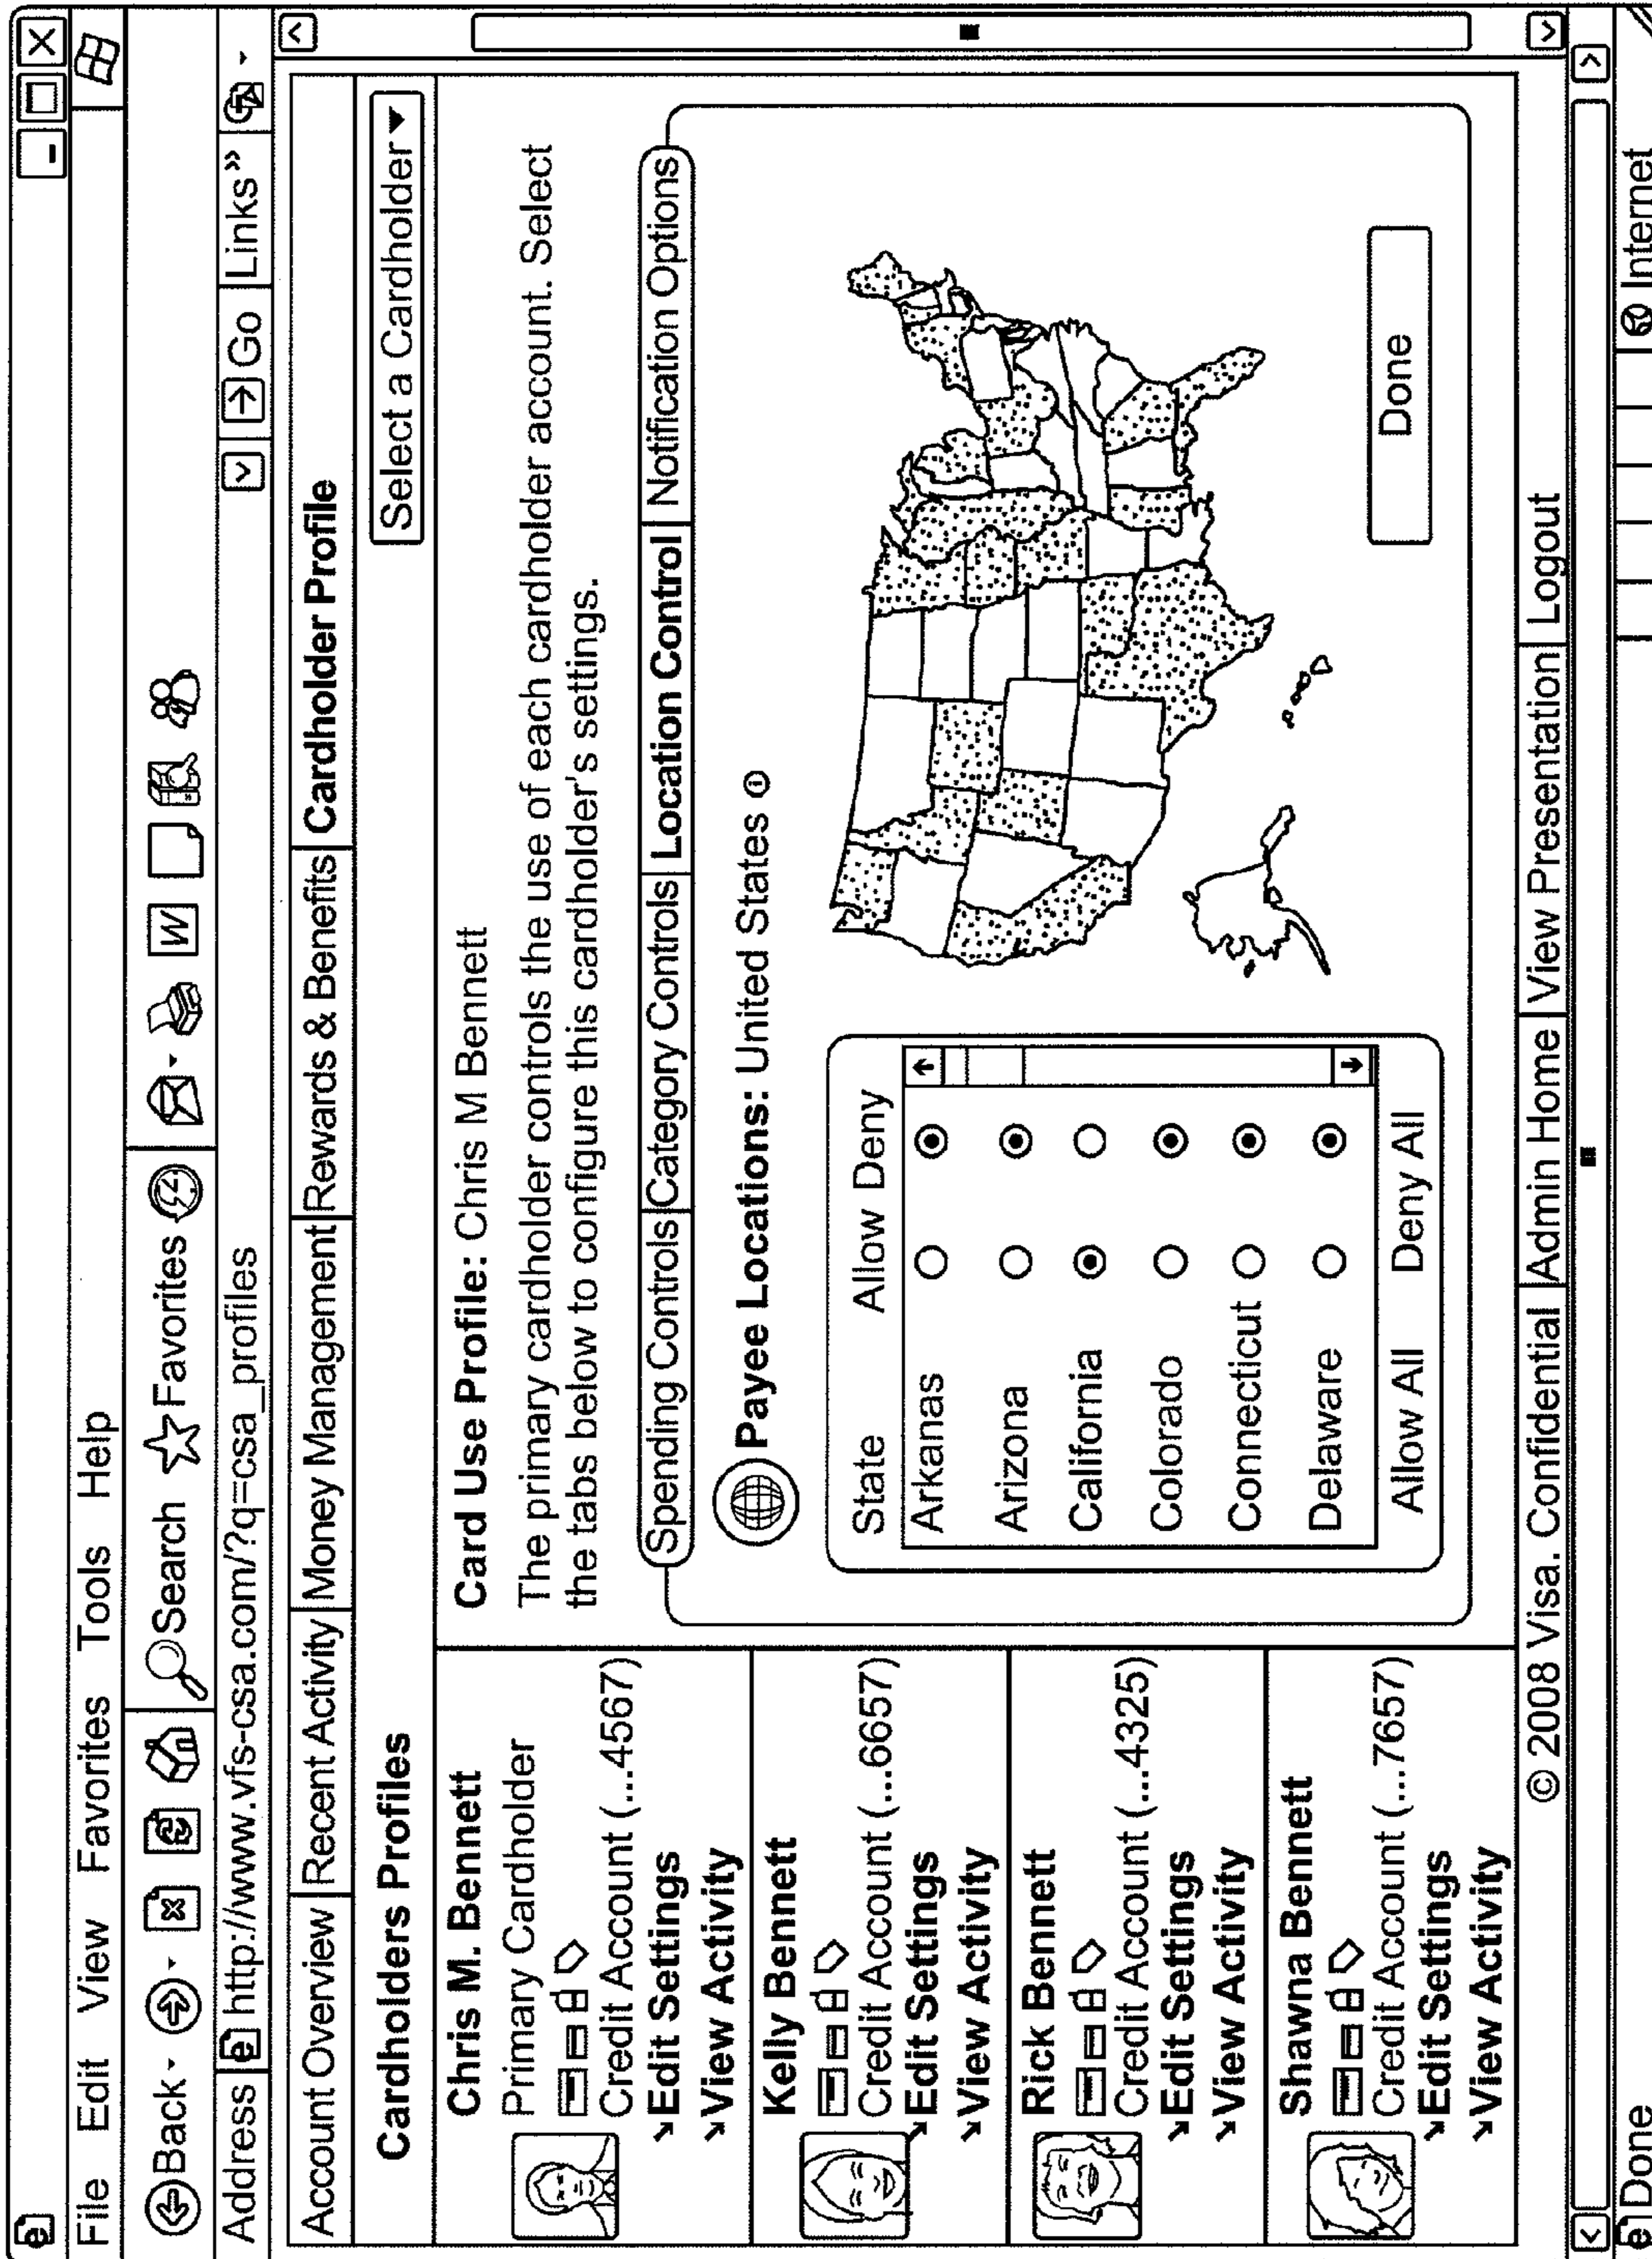 File Edit View Favorites Tools Help
Back Search Favorites W
Address http://www.vfs-csa.com/?q=csa_profiles Go Links»
Account Overview Recent Activity Money Management Rewards & Benefits Cardholder Profile
Select a Cardholder
Cardholders Profiles
Chris M. Bennett
Primary Cardholder
Credit Account (...4567)
Edit Settings
View Activity
Kelly Bennett
Credit Account (...6657)
Edit Settings
View Activity
Rick Bennett
Credit Account (...4325)
Edit Settings
View Activity
Shawna Bennett
Credit Account (...7657)
Edit Settings
View Activity
Card Use Profile: Chris M Bennett
The primary cardholder controls the use of each cardholder account. Select
the tabs below to configure this cardholder's settings.
Spending Controls Category Controls Location Control Notification Options
Payee Locations: United States
State Allow Deny
Arkanas
Arizona
California
Colorado
Connecticut
Delaware
Allow All Deny All
Done
© 2008 Visa. Confidential Admin Home View Presentation Logout
Done Internet